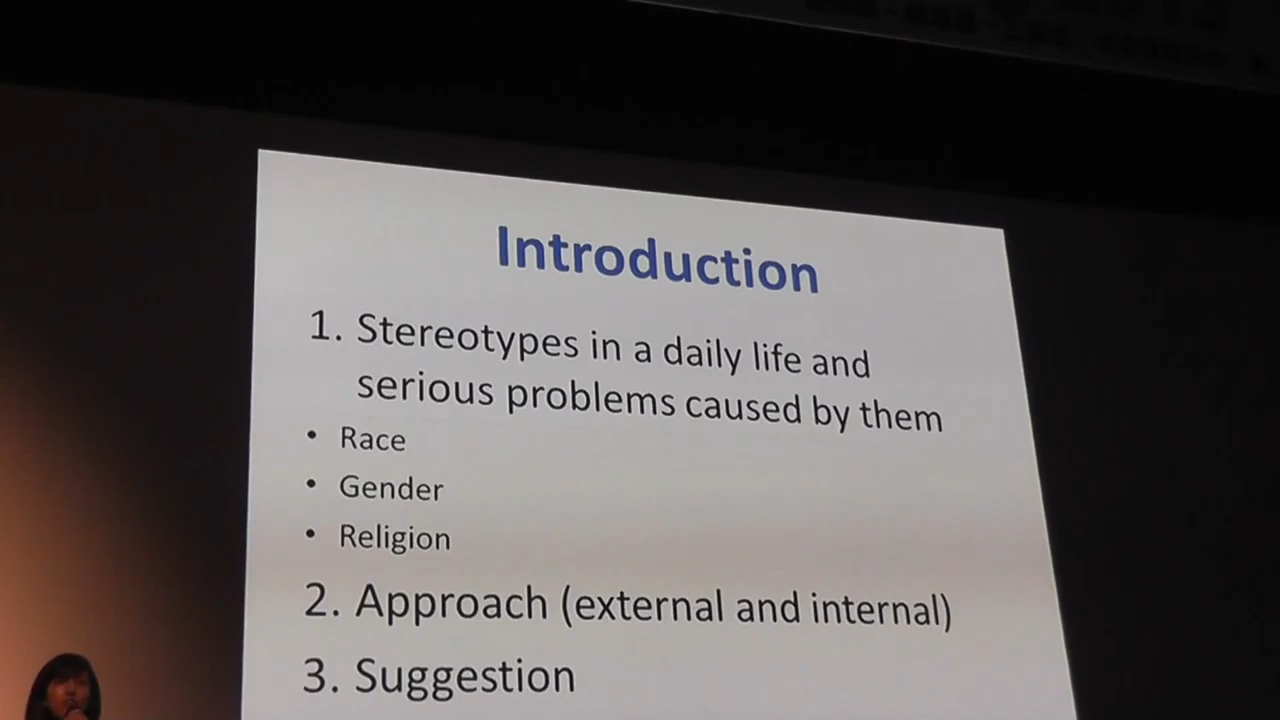 Introduction
1. Stereotypes in a daily life and
serious problems caused by them
• Race
• Gender
• Religion
2. Approach (external and internal)
3. Suggestion